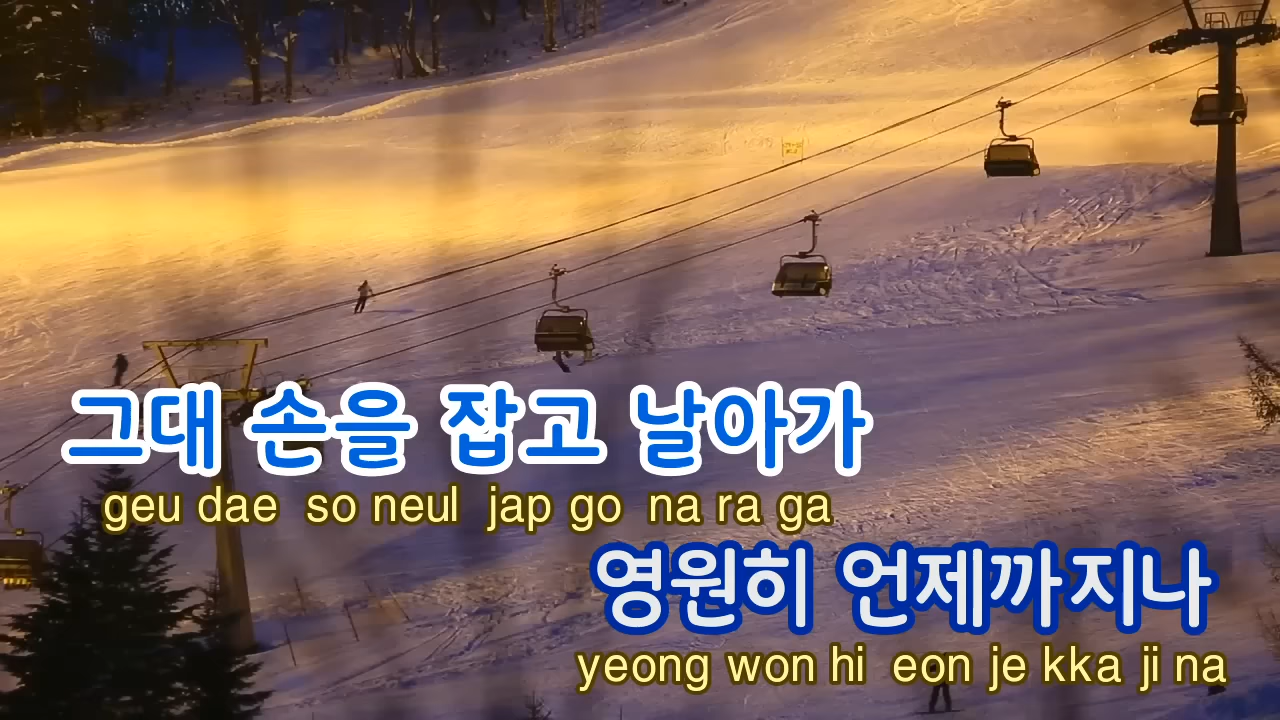 그대 손을 잡고 날아가
geu dae so neul jap go na ra ga
영원히 언제까지나
yeong won hi eon je kka ji na